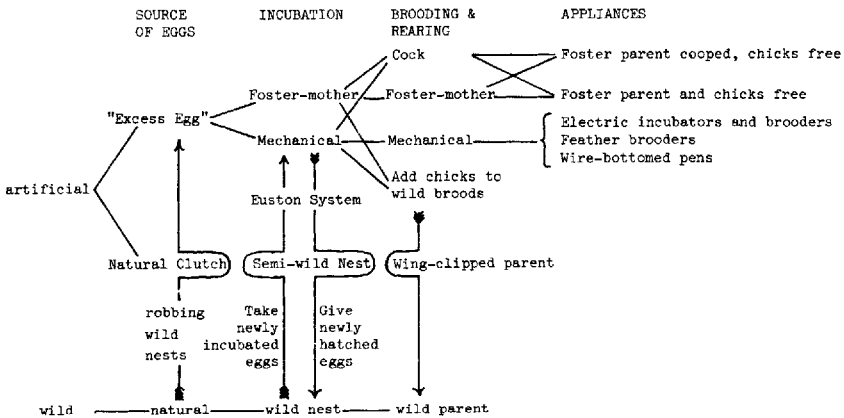 SOURCE OF EGGS
INCUBATION
BROODING & REARING
APPLIANCES
Cock
Foster parent cooped, chicks free
Foster-mother
Foster-mother
Foster parent and chicks free
"Excess Egg"
Electric incubators and brooders
Mechanical
Mechanical
Feather brooders
Wire-bottomed pens
Add chicks to
wild broods
artificial
Euston System
Natural Clutch
Semi-wild Nest
Wing-clipped parent
robbing
wild
nests
Take
newly
incubated
eggs
Give
newly
hatched
eggs
wild
natural
wild nest
wild parent